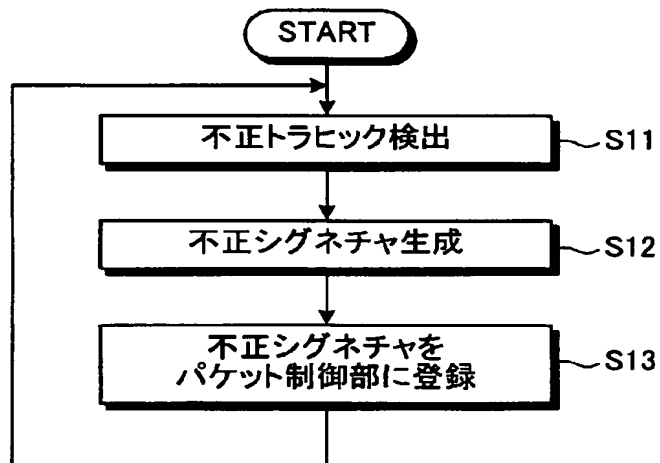 START
不正トラヒック検出
S11
不正シグネチャ生成
S12
不正シグネチャを
パケット制御部に登録
S13